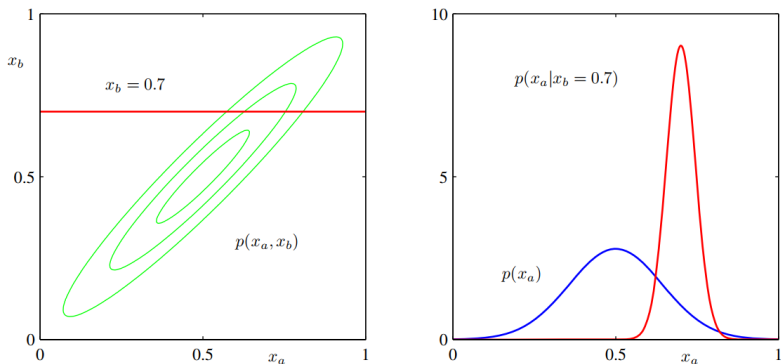 1
x_b
x_b = 0.7
0.5
p(x_a, x_b)
0
0
0.5
x_a
1
10
p(x_a|x_b = 0.7)
5
p(x_a)
0
0
0.5
x_a
1